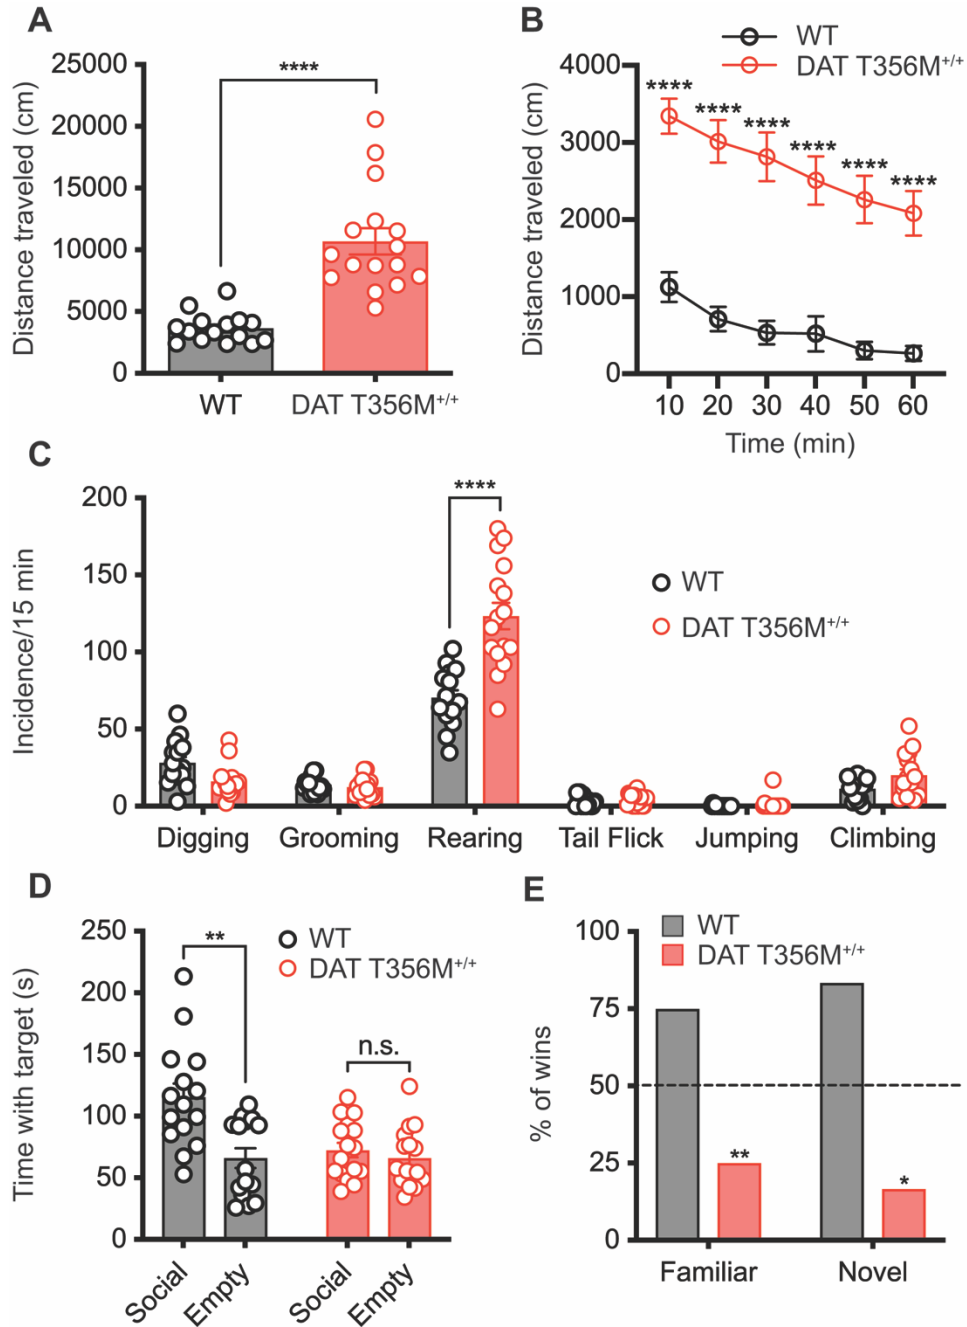 A
25000
20000
15000
10000
5000
0
Distance traveled (cm)
****
WT
DAT T356M+/+
B
WT
DAT T356M+/+
4000
3000
2000
1000
0
Distance traveled (cm)
**** **** **** **** **** ****
10 20 30 40 50 60
Time (min)
C
200
150
100
50
0
Incidence/15 min
****
WT
DAT T356M+/+
Digging Grooming Rearing Tail Flick Jumping Climbing
D
250
200
150
100
50
0
Time with target (s)
**
WT
DAT T356M+/+
n.s.
Social Empty Social Empty
E
WT
DAT T356M+/+
100
75
50
25
0
% of wins
**
*
Familiar Novel